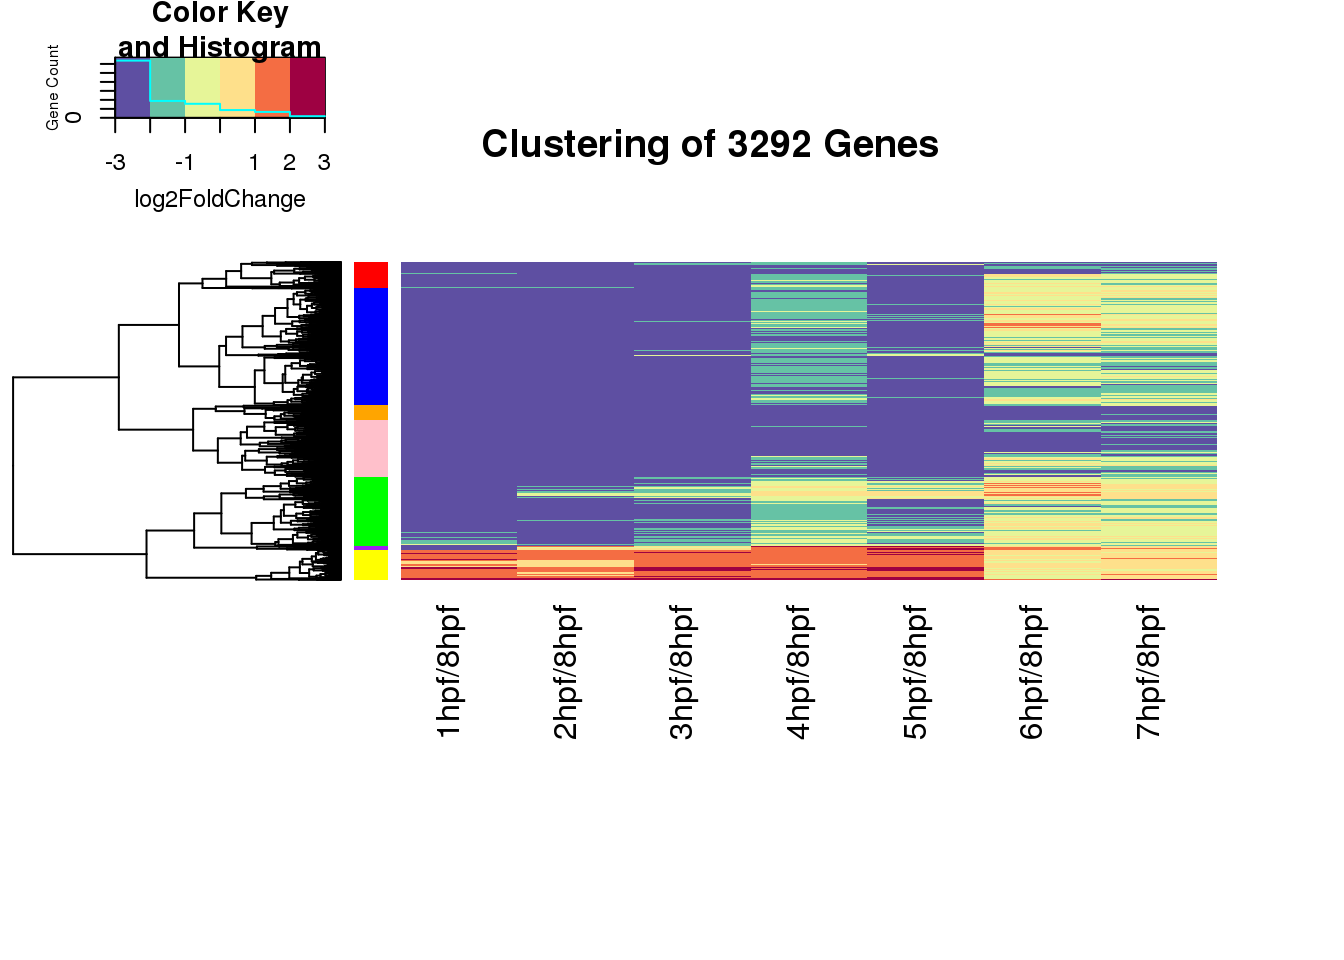 Color Key
and Histogram
Gene Count
0
-3 -1 1 2 3
log2FoldChange
Clustering of 3292 Genes
1hpf/8hpf
2hpf/8hpf
3hpf/8hpf
4hpf/8hpf
5hpf/8hpf
6hpf/8hpf
7hpf/8hpf